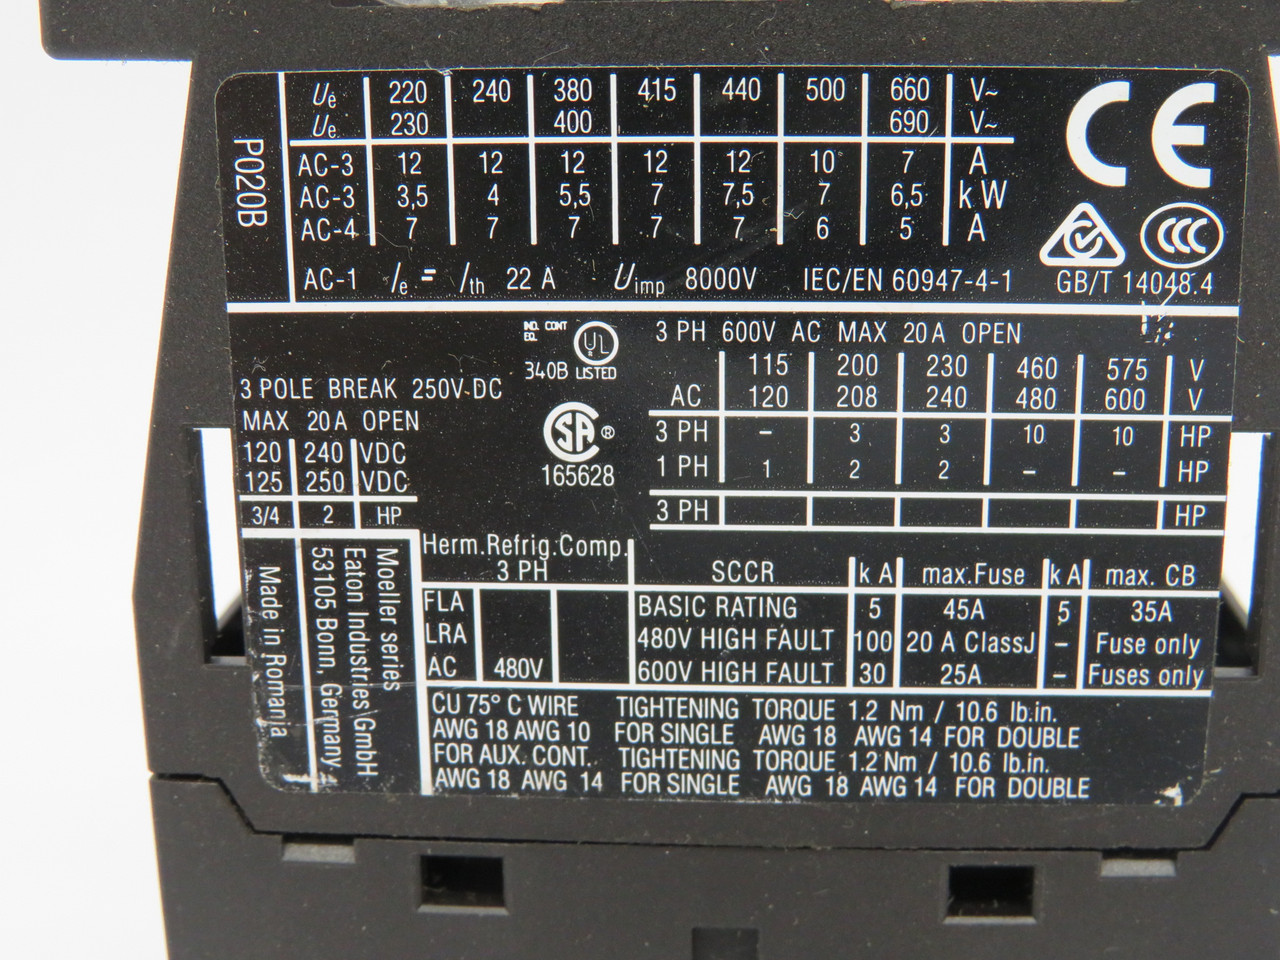 P020B
Ue 220 240 380 415 440 500 660 V~
Ue 230 400 690 V~
AC-3 12 12 12 12 12 10 7 A
AC-3 3,5 4 5,5 7 7,5 7 6,5 kW
AC-4 7 7 7 7 7 6 5 A
AC-1 Ie = Ith 22 A Uimp 8000V IEC/EN 60947-4-1
CE
CCC
GB/T 14048.4
3 POLE BREAK 250V-DC
MAX 20A OPEN
120 240 VDC
125 250 VDC
3/4 2 HP
IND. CONT
EQ.
UL
R
340B LISTED
SA ®
165628
3 PH 600V AC MAX 20A OPEN
115 200 230 460 575 V
AC 120 208 240 480 600 V
3 PH - 3 3 10 10 HP
1 PH 1 2 2 - - HP
3 PH HP
Moeller series
Eaton Industries GmbH
53105 Bonn, Germany
Made in Romania
Herm.Refrig.Comp.
3 PH
FLA
LRA
AC 480V
SCCR kA max.Fuse kA max. CB
BASIC RATING 5 45A 5 35A
480V HIGH FAULT 100 20 A ClassJ - Fuse only
600V HIGH FAULT 30 25A - Fuses only
CU 75° C WIRE TIGHTENING TORQUE 1.2 Nm / 10.6 lb.in.
AWG 18 AWG 10 FOR SINGLE AWG 18 AWG 14 FOR DOUBLE
FOR AUX. CONT. TIGHTENING TORQUE 1.2 Nm / 10.6 lb.in.
AWG 18 AWG 14 FOR SINGLE AWG 18 AWG 14 FOR DOUBLE